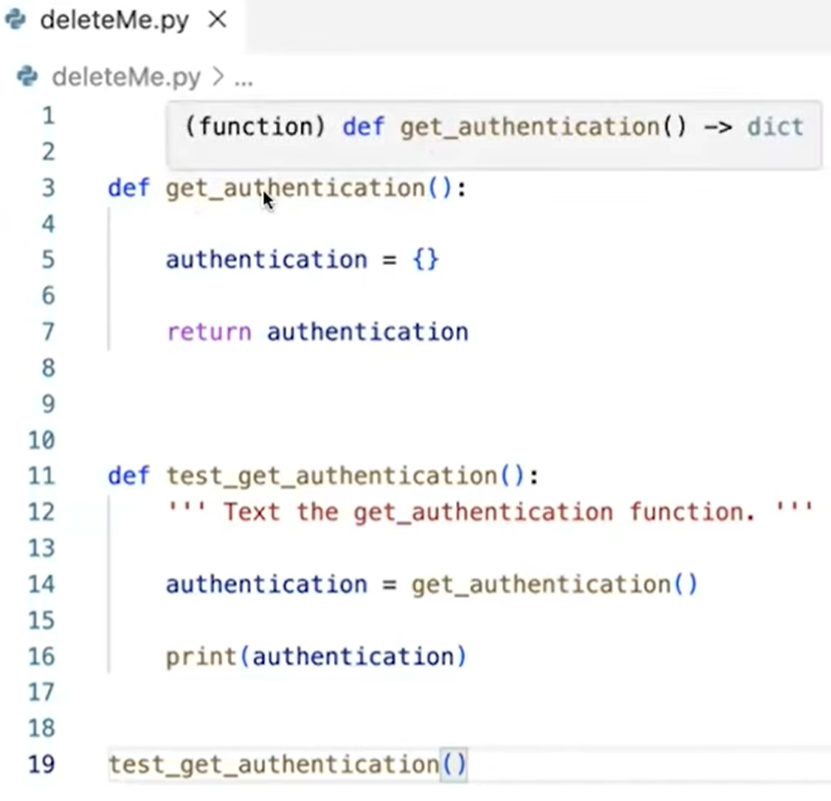 deleteMe.py ×
deleteMe.py > ...
1
(function) def get_authentication() -> dict
2
3 def get_authentication():
4
5     authentication = {}
6
7     return authentication
8
9
10
11 def test_get_authentication():
12     ''' Text the get_authentication function. '''
13
14     authentication = get_authentication()
15
16     print(authentication)
17
18
19 test_get_authentication()